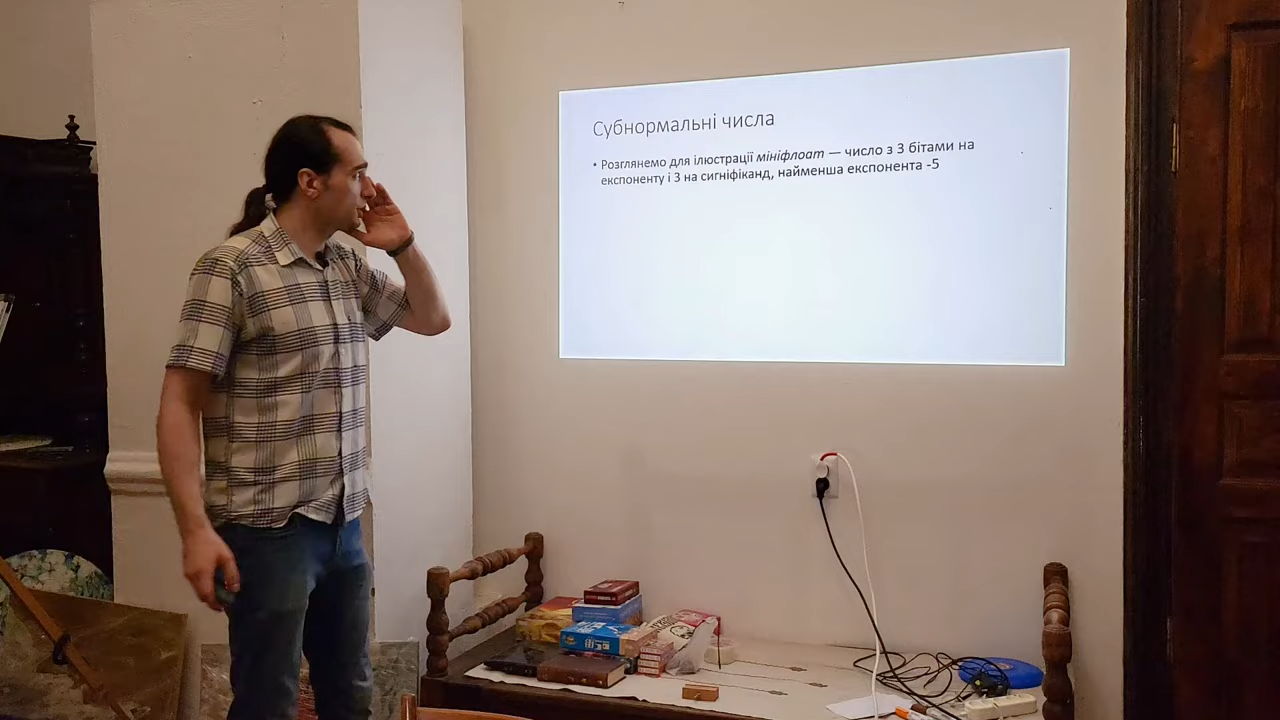 Субнормальні числа
• Розглянемо для ілюстрації мініфлоат — число з 3 бітами на
експоненту і 3 на сигніфіканд, найменша експонента -5